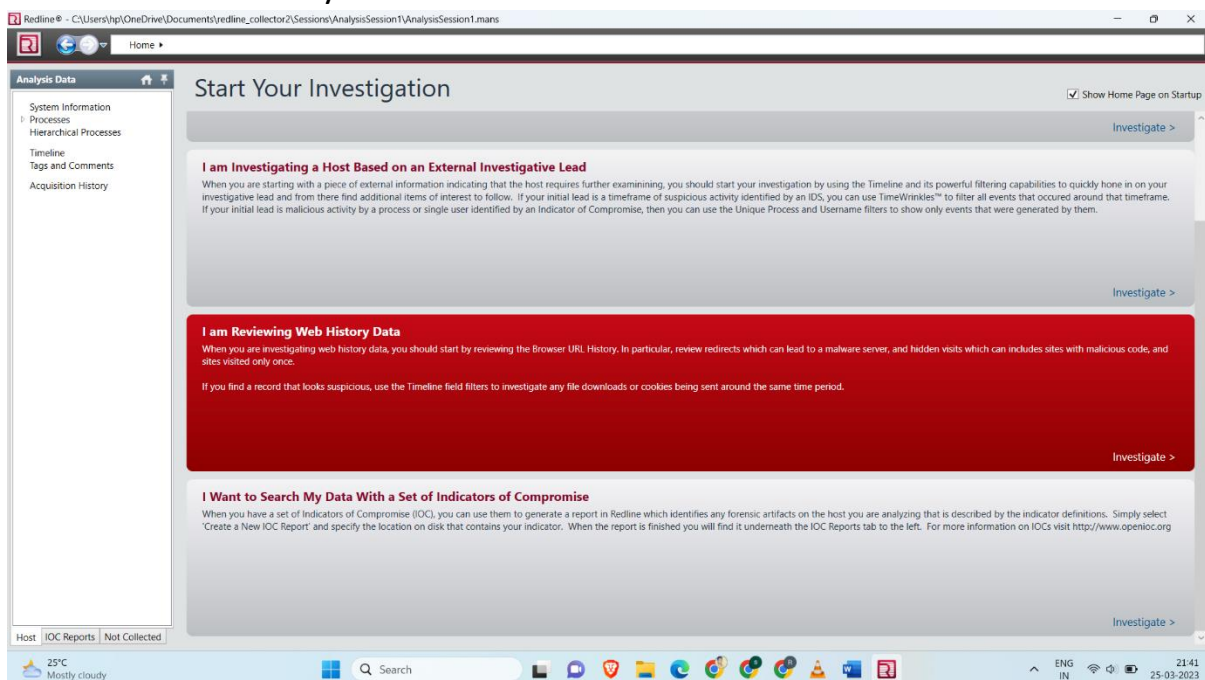 Redline® - C:\Users\hp\OneDrive\Documents\redline_collector2\Sessions\AnalysisSession1\AnalysisSession1.mans
Home
Analysis Data
System Information
Processes
Hierarchical Processes
Timeline
Tags and Comments
Acquisition History
Host
IOC Reports
Not Collected
Start Your Investigation
Show Home Page on Startup
Investigate >
I am Investigating a Host Based on an External Investigative Lead
When you are starting with a piece of external information indicating that the host requires further examinining, you should start your investigation by using the Timeline and its powerful filtering capabilities to quickly hone in on your
investigative lead and from there find additional items of interest to follow. If your initial lead is a timeframe of suspicious activity identified by an IDS, you can use TimeWrinkles™ to filter all events that occured around that timeframe.
If your initial lead is malicious activity by a process or single user identified by an Indicator of Compromise, then you can use the Unique Process and Username filters to show only events that were generated by them.
Investigate >
I am Reviewing Web History Data
When you are investigating web history data, you should start by reviewing the Browser URL History. In particular, review redirects which can lead to a malware server, and hidden visits which can includes sites with malicious code, and
sites visited only once.
If you find a record that looks suspicious, use the Timeline field filters to investigate any file downloads or cookies being sent around the same time period.
Investigate >
I Want to Search My Data With a Set of Indicators of Compromise
When you have a set of Indicators of Compromise (IOC), you can use them to generate a report in Redline which identifies any forensic artifacts on the host you are analyzing that is described by the indicator definitions. Simply select
'Create a New IOC Report' and specify the location on disk that contains your indicator. When the report is finished you will find it underneath the IOC Reports tab to the left. For more information on IOCs visit http://www.openioc.org
Investigate >
25°C
Mostly cloudy
Search
ENG
IN
21:41
25-03-2023